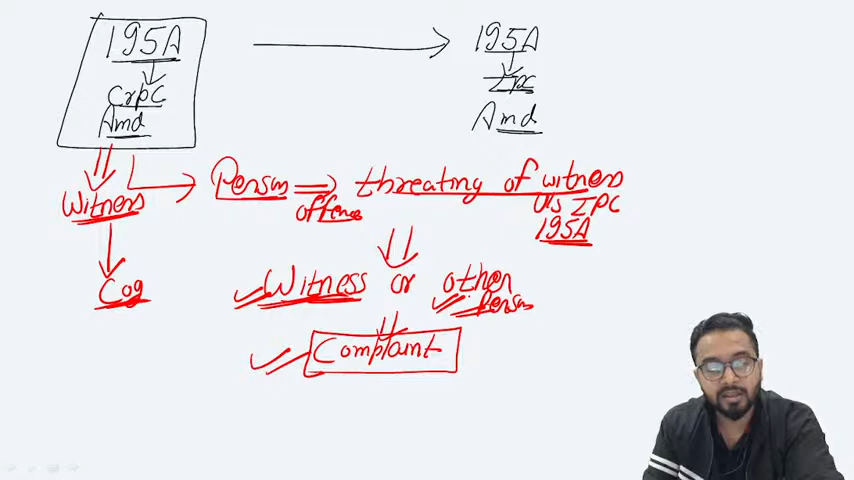 195A
CrPC
Amd
195A
IPC
Amd
Witness
Cog
Person
offence
threating of witness
U/s IPC
195A
Witness or other
Person
Complaint